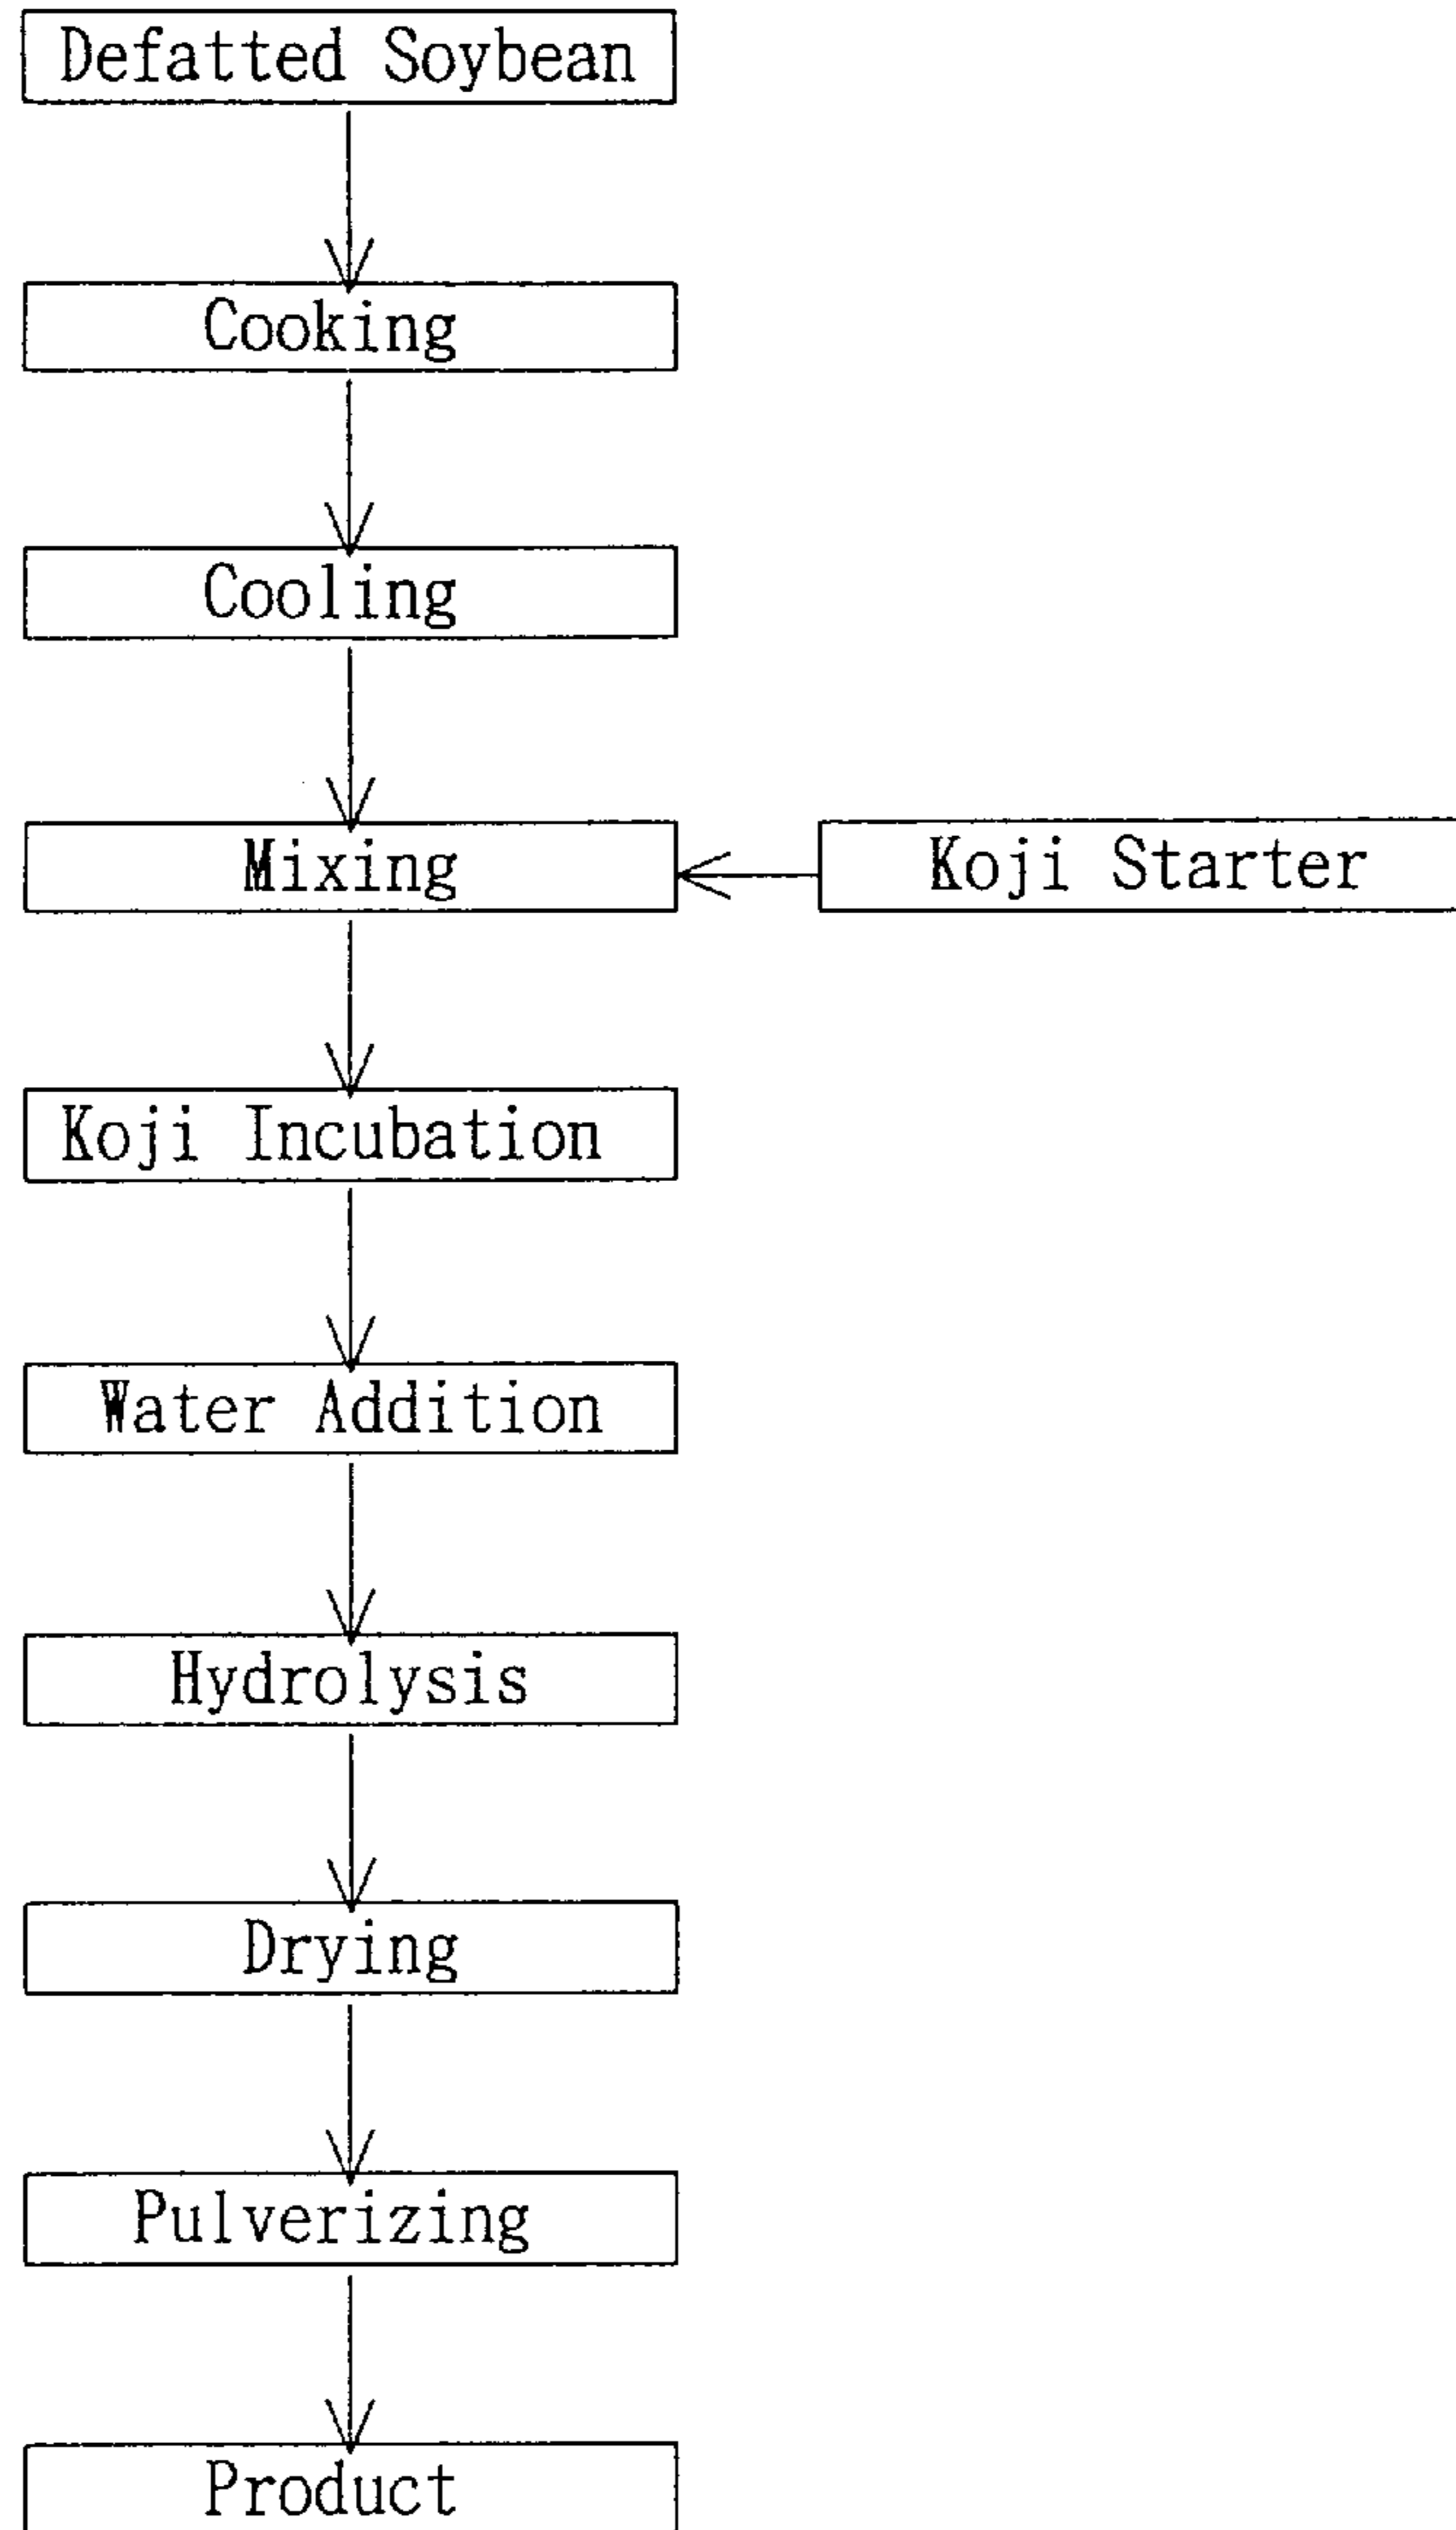 Defatted Soybean
Cooking
Cooling
Mixing
Koji Starter
Koji Incubation
Water Addition
Hydrolysis
Drying
Pulverizing
Product